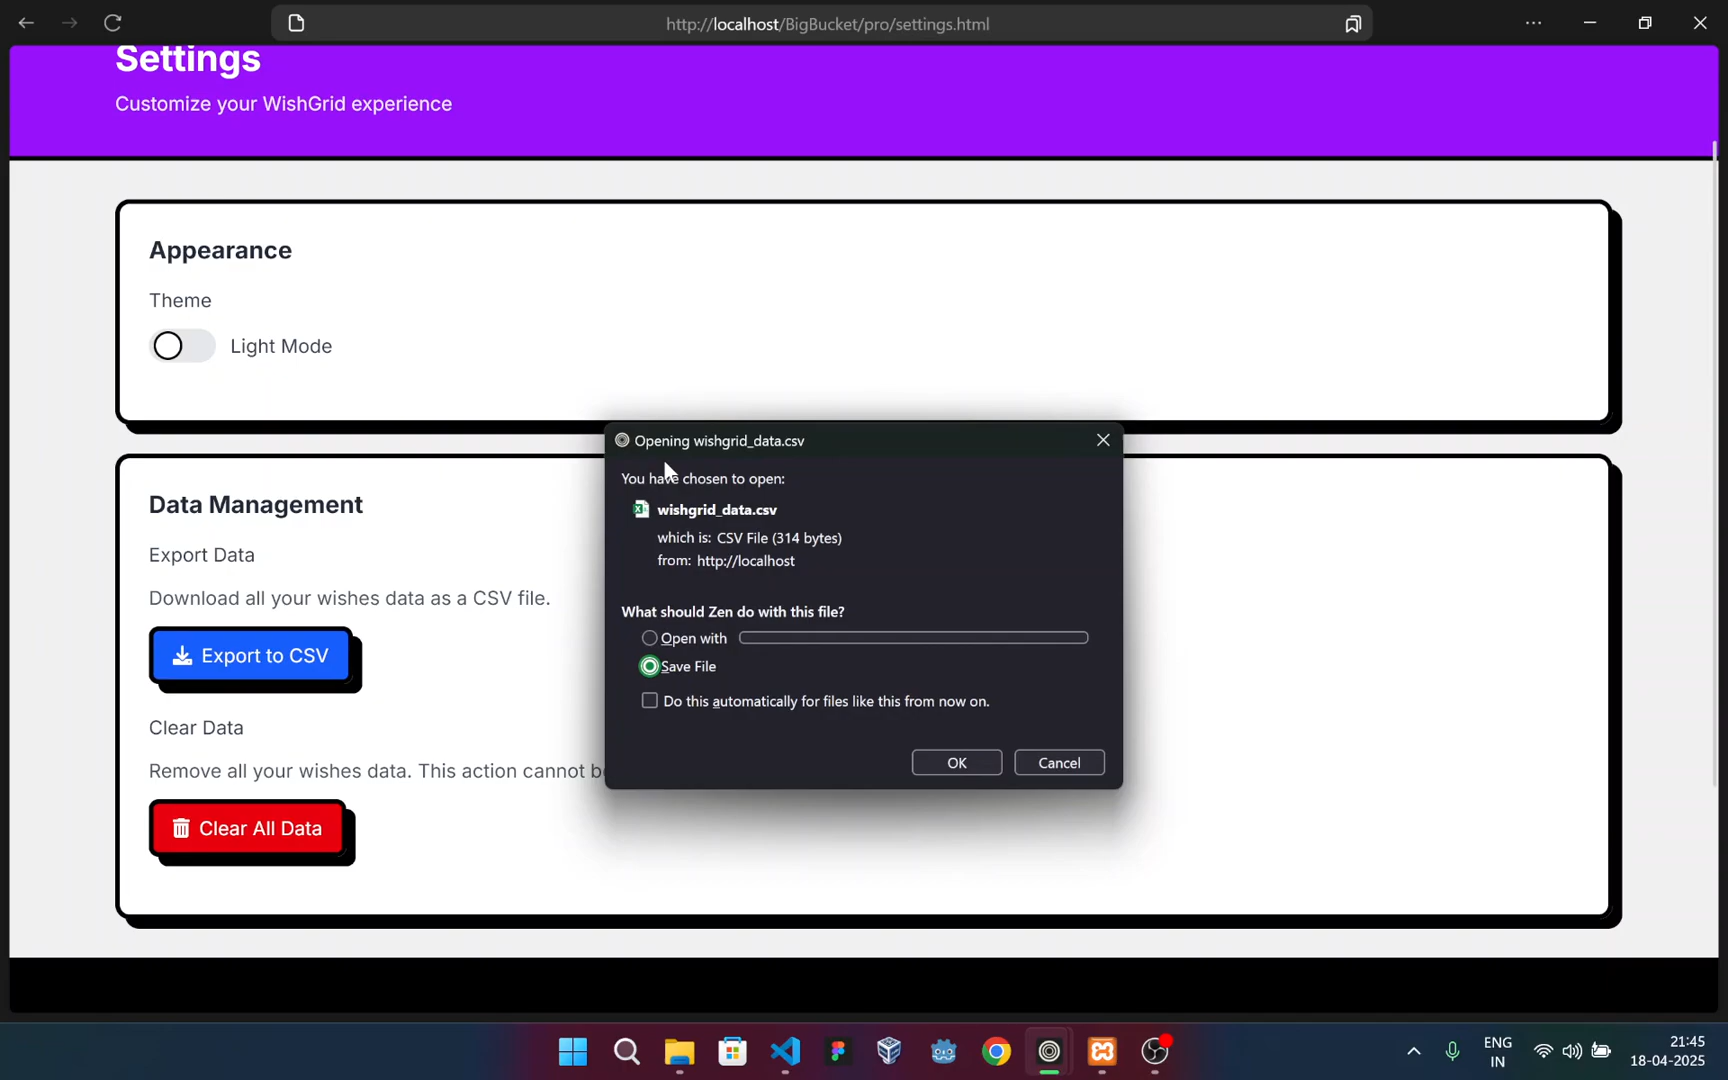 http://localhost/BigBucket/pro/settings.html
Settings
Customize your WishGrid experience
Appearance
Theme
Light Mode
Opening wishgrid_data.csv
You have chosen to open:
wishgrid_data.csv
which is: CSV File (314 bytes)
from: http://localhost
What should Zen do with this file?
Open with
Save File
Do this automatically for files like this from now on.
OK
Cancel
Data Management
Export Data
Download all your wishes data as a CSV file.
Export to CSV
Clear Data
Remove all your wishes data. This action cannot
Clear All Data
ENG
IN
21:45
18-04-2025